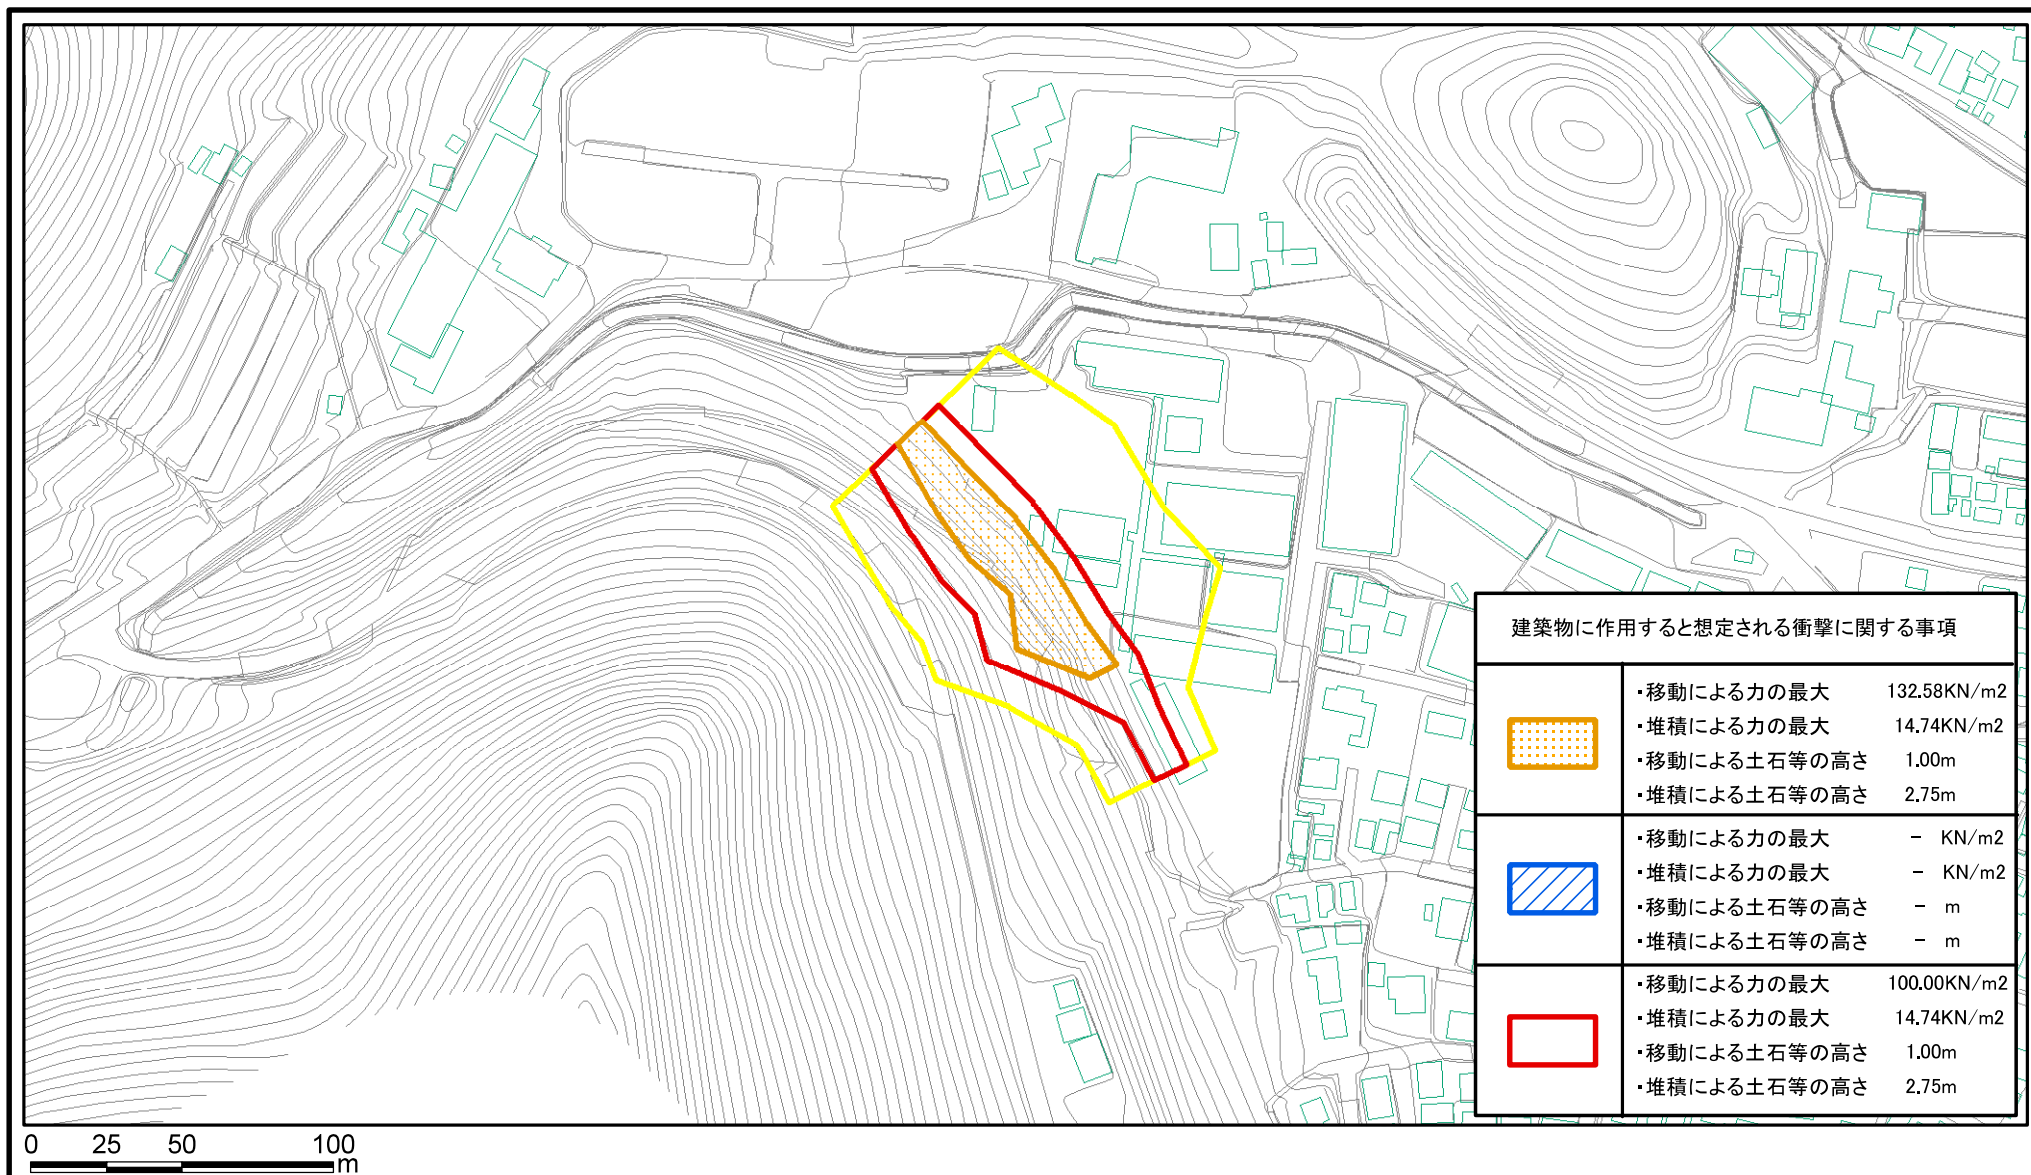 建築物に作用すると想定される衝撃に関する事項
・移動による力の最大 132.58KN/m2
・堆積による力の最大 14.74KN/m2
・移動による土石等の高さ 1.00m
・堆積による土石等の高さ 2.75m
・移動による力の最大 - KN/m2
・堆積による力の最大 - KN/m2
・移動による土石等の高さ - m
・堆積による土石等の高さ - m
・移動による力の最大 100.00KN/m2
・堆積による力の最大 14.74KN/m2
・移動による土石等の高さ 1.00m
・堆積による土石等の高さ 2.75m
0 25 50 100
m